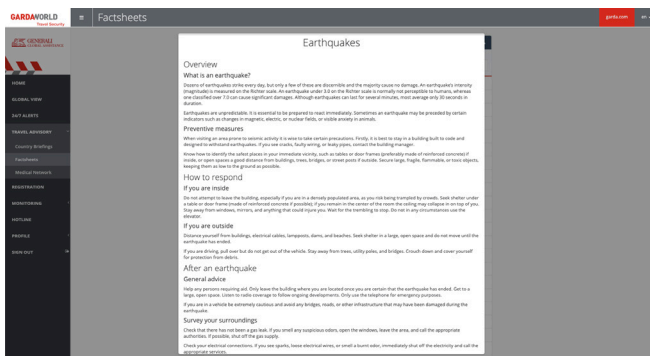 GARDAWORLD
Travel Security
Factsheets
garda.com
en
GENERALI
GLOBAL ASSISTANCE
HOME
GLOBAL VIEW
24/7 ALERTS
TRAVEL ADVISORY
Country Briefings
Factsheets
Medical Network
REGISTRATION
MONITORING
HOTLINE
PROFILE
SIGN OUT
Earthquakes
Overview
What is an earthquake?
Dozens of earthquakes strike every day, but only a few of these are discernible and the majority cause no damage. An earthquake's intensity
(magnitude) is measured on the Richter scale. An earthquake under 3.0 on the Richter scale is normally not perceptible to humans, whereas
one classified over 7.0 can cause significant damages. Although earthquakes can last for several minutes, most average only 30 seconds in
duration.
Earthquakes are unpredictable. It is essential to be prepared to react immediately. Sometimes an earthquake may be preceded by certain
indicators such as changes in magnetic, electric, or nuclear fields, or visible anxiety in animals.
Preventive measures
When visiting an area prone to seismic activity it is wise to take certain precautions. Firstly, it is best to stay in a building built to code and
designed to withstand earthquakes. If you see cracks, faulty wiring, or leaky pipes, contact the building manager.
Know how to identify the safest places in your immediate vicinity, such as tables or door frames (preferably made of reinforced concrete) if
inside, or open spaces a good distance from buildings, trees, bridges, or street posts if outside. Secure large, fragile, flammable, or toxic objects,
keeping them as low to the ground as possible.
How to respond
If you are inside
Do not attempt to leave the building, especially if you are in a densely populated area, as you risk being trampled by crowds. Seek shelter under
a table or door frame (made of reinforced concrete if possible); if you remain in the center of the room the ceiling may collapse in on top of you.
Stay away from windows, mirrors, and anything that could injure you. Wait for the trembling to stop. Do not in any circumstances use the
elevator.
If you are outside
Distance yourself from buildings, electrical cables, lampposts, dams, and beaches. Seek shelter in a large, open space and do not move until the
earthquake has ended.
If you are driving, pull over but do not get out of the vehicle. Stay away from trees, utility poles, and bridges. Crouch down and cover yourself
for protection from debris.
After an earthquake
General advice
Help any persons requiring aid. Only leave the building where you are located once you are certain that the earthquake has ended. Get to a
large, open space. Listen to radio coverage to follow ongoing developments. Only use the telephone for emergency purposes.
If you are in a vehicle be extremely cautious and avoid any bridges, roads, or other infrastructure that may have been damaged during the
earthquake.
Survey your surroundings
Check that there has not been a gas leak. If you smell any suspicious odors, open the windows, leave the area, and call the appropriate
authorities. If possible, shut off the gas supply.
Check your electrical connections. If you see sparks, loose electrical wires, or smell a burnt odor, immediately shut off the electricity and call the
appropriate services.